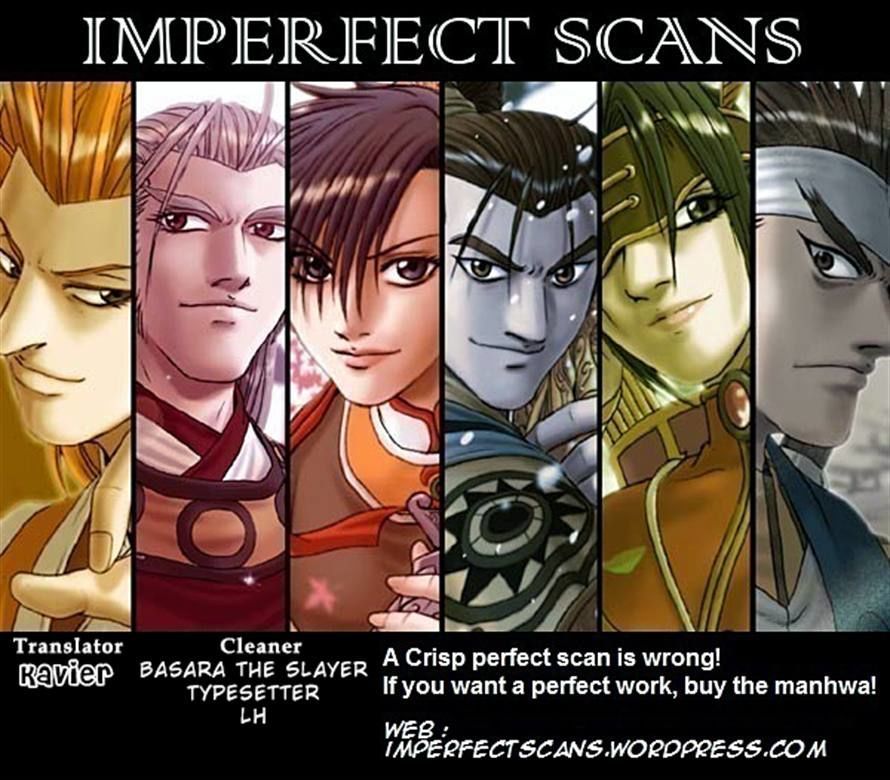 IMPERFECT SCANS
Translator
Kavier
Cleaner
BASARA THE SLAYER
TYPESETTER
LH
A Crisp perfect scan is wrong!
If you want a perfect work, buy the manhwa!
WEB :
IMPERFECTSCANS.WORDPRESS.COM